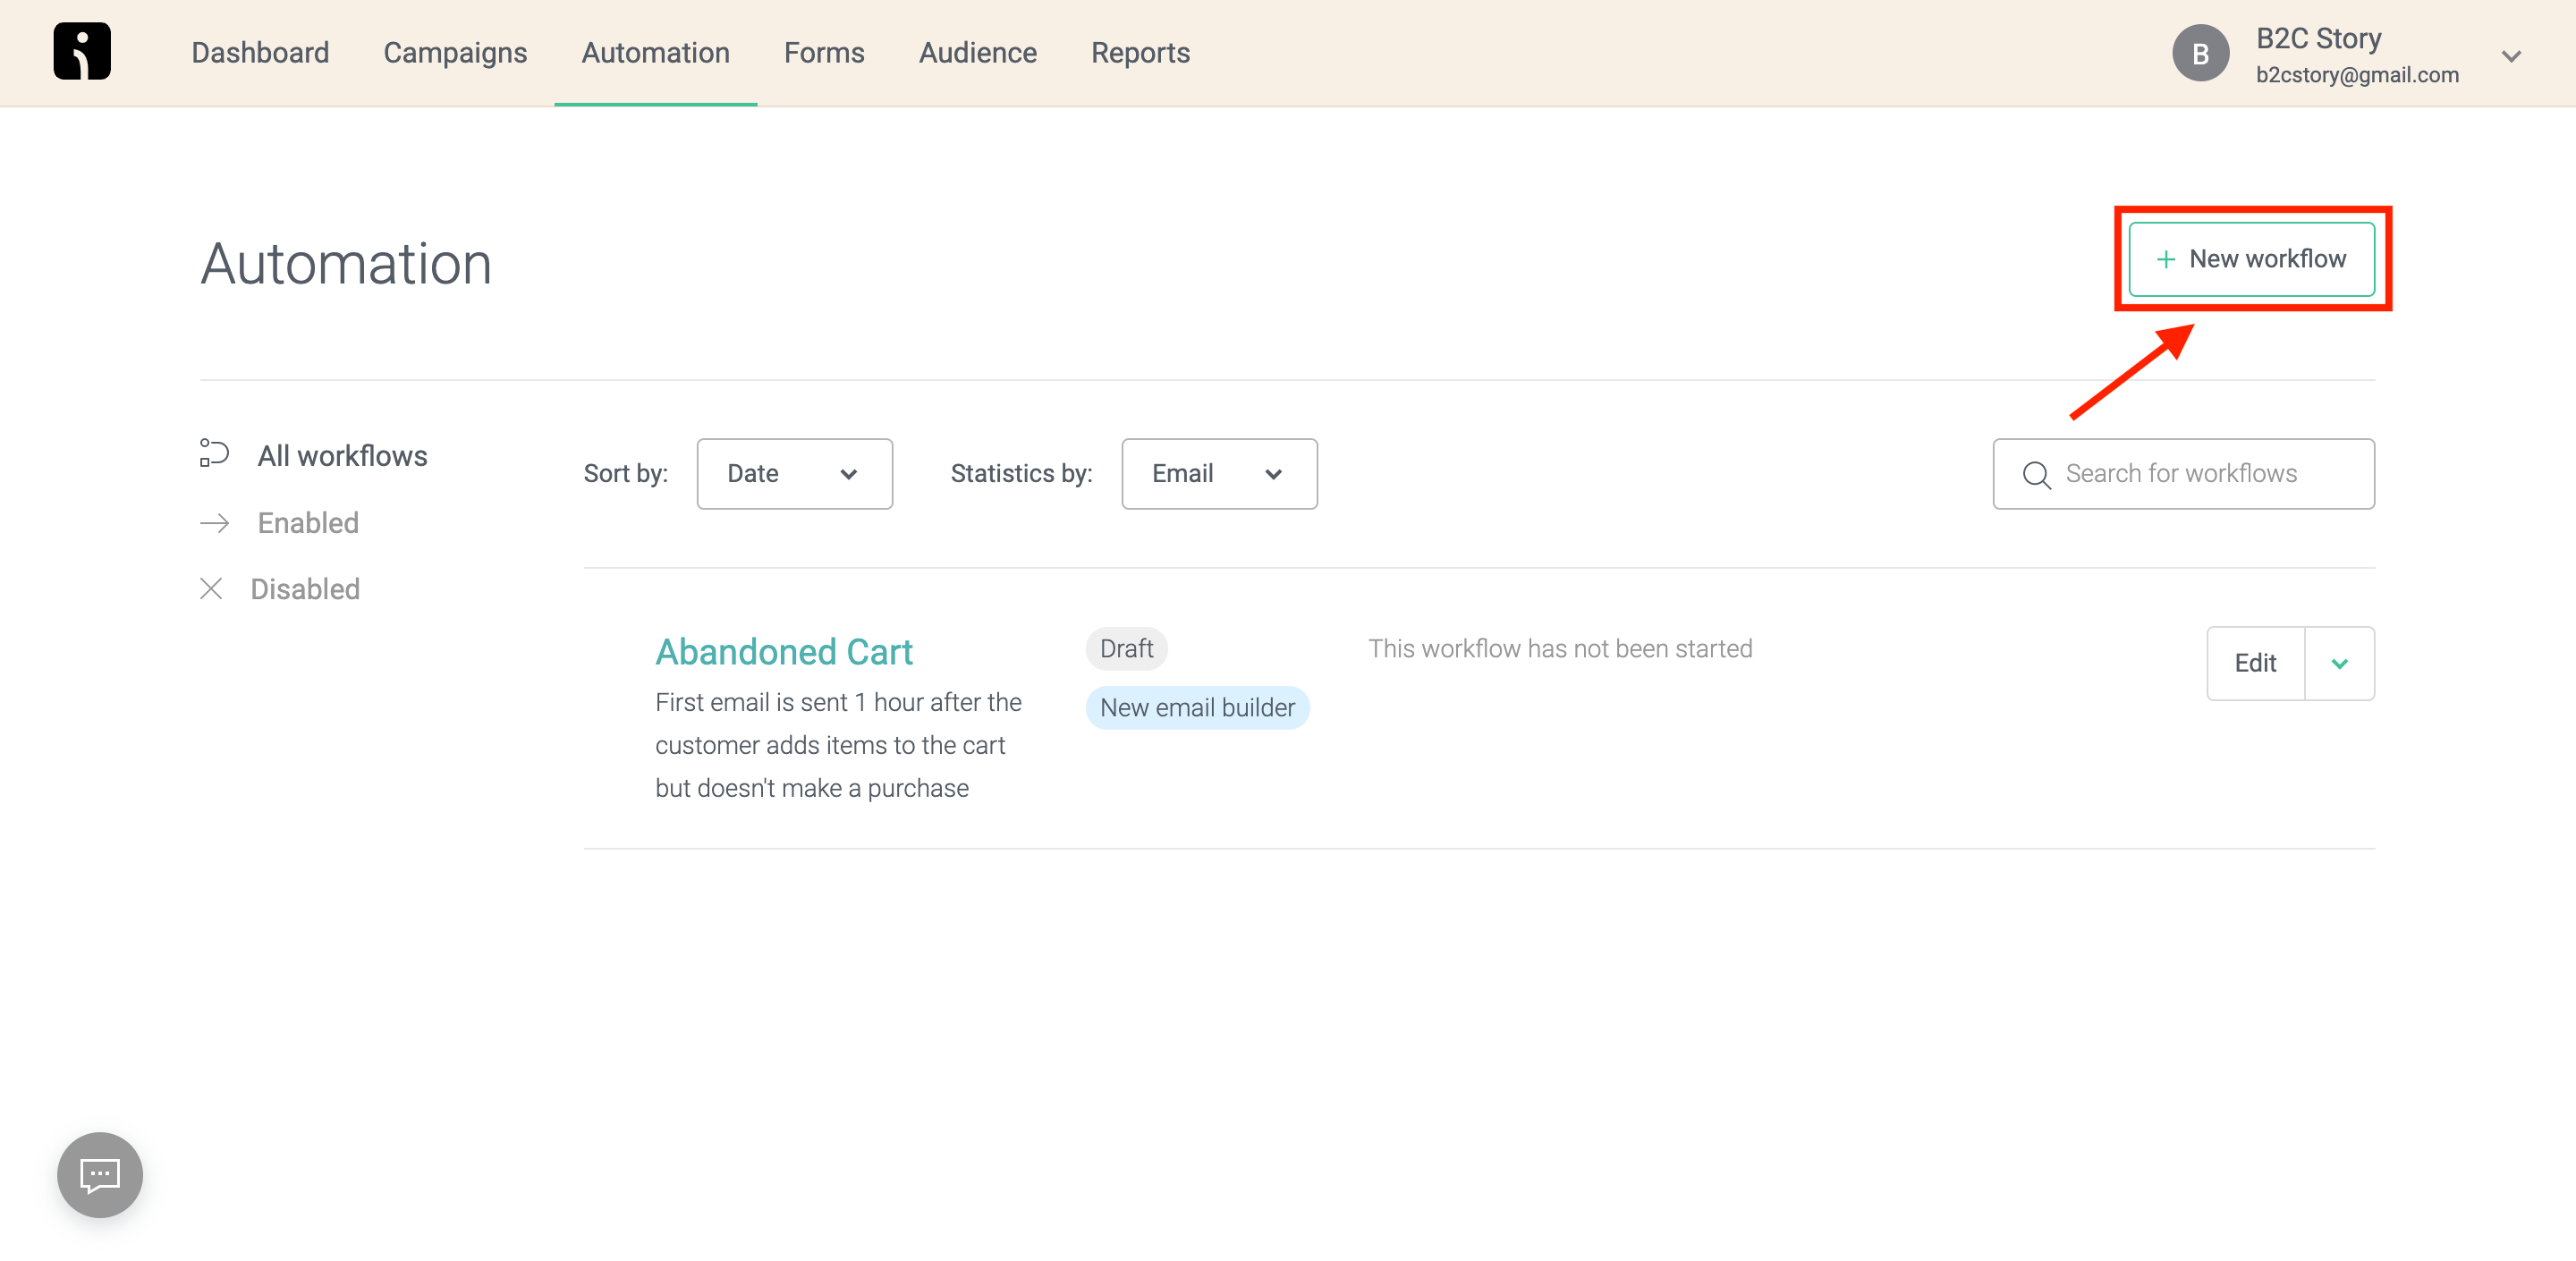 Dashboard Campaigns Automation Forms Audience Reports
B B2C Story
b2cstory@gmail.com
Automation
+ New workflow
All workflows
Enabled
Disabled
Sort by: Date Statistics by: Email Search for workflows
Abandoned Cart
First email is sent 1 hour after the
customer adds items to the cart
but doesn't make a purchase
Draft
New email builder
This workflow has not been started
Edit